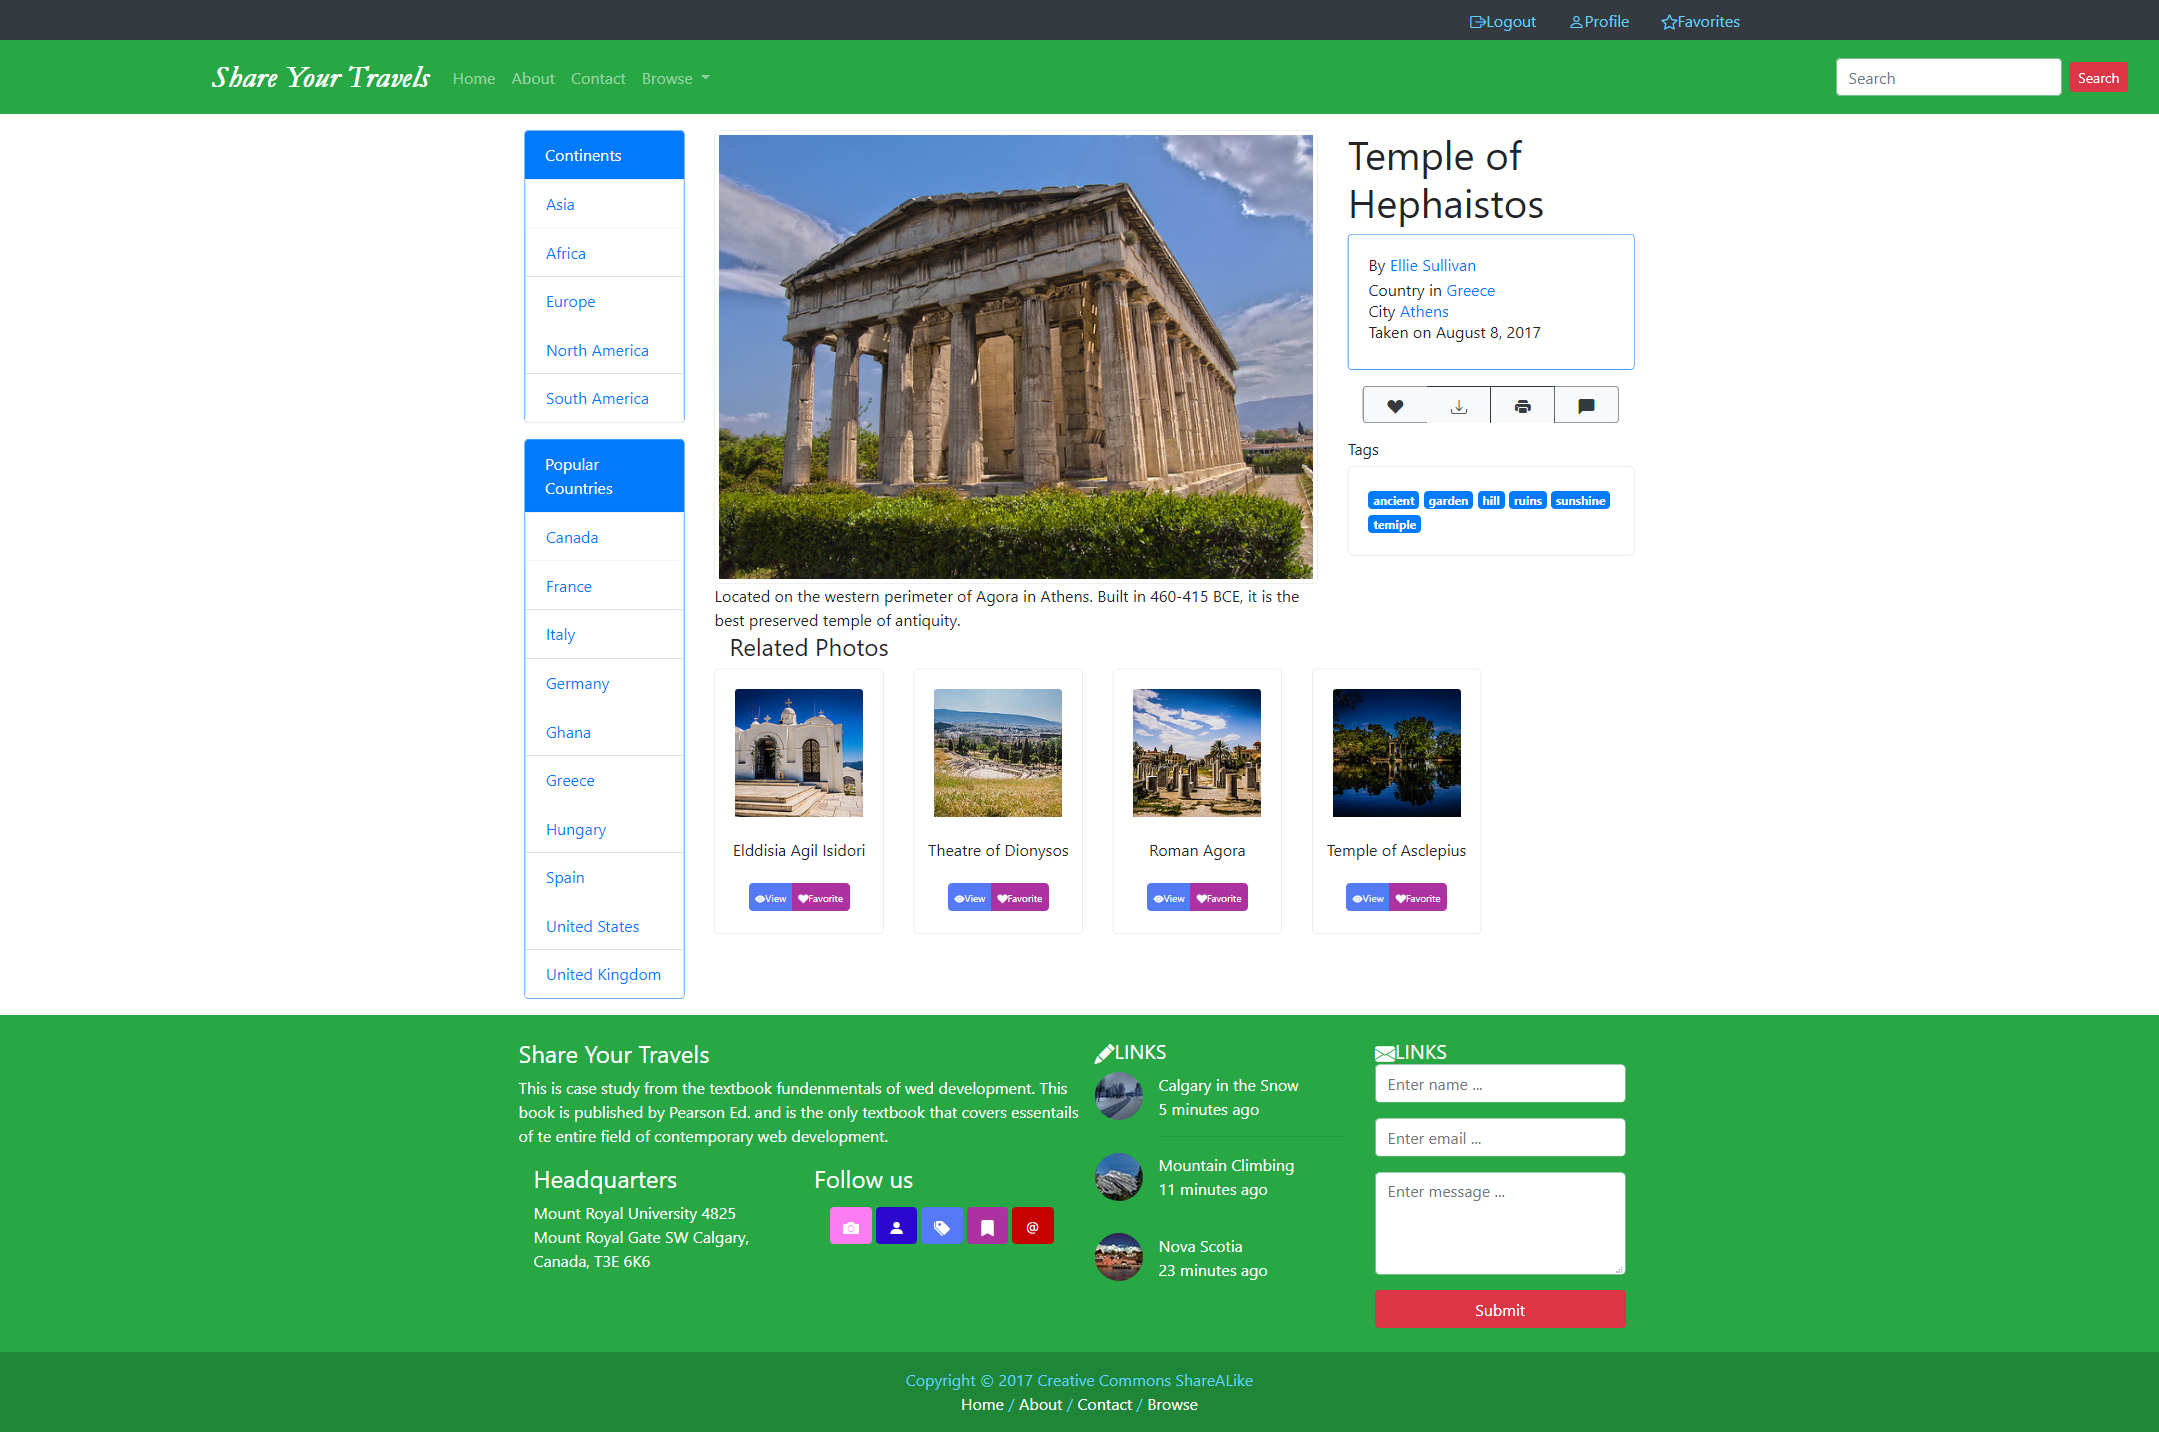 Logout Profile Favorites
Share Your Travels Home About Contact Browse
Search Search
Continents
Asia
Africa
Europe
North America
South America
Popular
Countries
Canada
France
Italy
Germany
Ghana
Greece
Hungary
Spain
United States
United Kingdom
Located on the western perimeter of Agora in Athens. Built in 460-415 BCE, it is the
best preserved temple of antiquity.
Temple of
Hephaistos
By Ellie Sullivan
Country in Greece
City Athens
Taken on August 8, 2017
Tags
ancient garden hill ruins sunshine
temiple
Related Photos
Elddisia Agil Isidori
View Favorite
Theatre of Dionysos
View Favorite
Roman Agora
View Favorite
Temple of Asclepius
View Favorite
Share Your Travels
This is case study from the textbook fundenmentals of wed development. This
book is published by Pearson Ed. and is the only textbook that covers essentails
of te entire field of contemporary web development.
Headquarters
Mount Royal University 4825
Mount Royal Gate SW Calgary,
Canada, T3E 6K6
Follow us
@
LINKS
Calgary in the Snow
5 minutes ago
Mountain Climbing
11 minutes ago
Nova Scotia
23 minutes ago
LINKS
Enter name ...
Enter email ...
Enter message ...
Submit
Copyright © 2017 Creative Commons ShareALike
Home / About / Contact / Browse